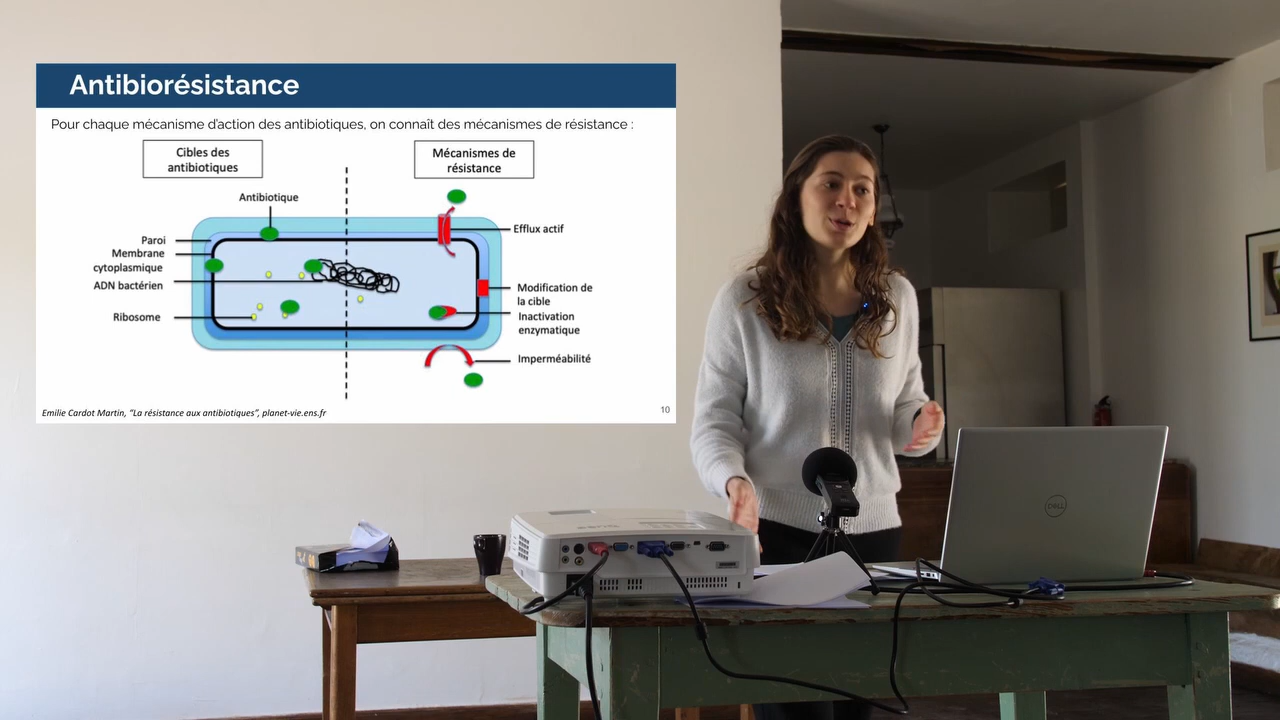 Antibiorésistance
Pour chaque mécanisme d'action des antibiotiques, on connaît des mécanismes de résistance :
Cibles des
antibiotiques
Mécanismes de
résistance
Antibiotique
Paroi
Membrane
cytoplasmique
ADN bactérien
Ribosome
Efflux actif
Modification de
la cible
Inactivation
enzymatique
Imperméabilité
Emilie Cardot Martin, "La résistance aux antibiotiques", planet-vie.ens.fr
10
DELL